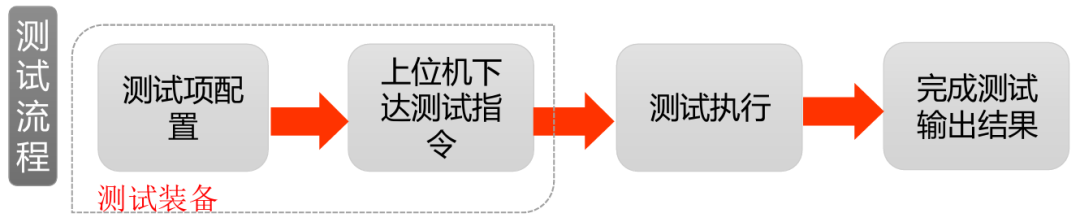 测试流程
测试项配
置
上位机下
达测试指
令
测试执行
完成测试
输出结果
测试装备